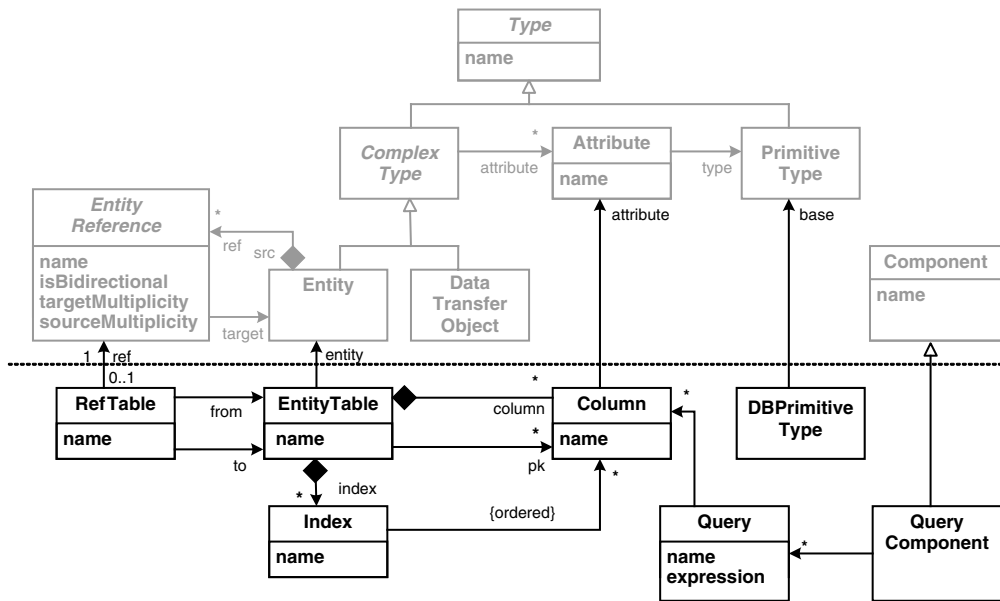 Type
name
Complex
Type
*
attribute
Attribute
name
type
Primitive
Type
Entity
Reference
name
isBidirectional
targetMultiplicity
sourceMultiplicity
*
ref
src
target
Entity
Data
Transfer
Object
attribute
base
Component
name
1
ref
0..1
entity
RefTable
name
from
to
EntityTable
name
*
column
*
pk
Column
name
*
*
DBPrimitive
Type
*
index
Index
name
{ordered}
Query
name
expression
*
Query
Component